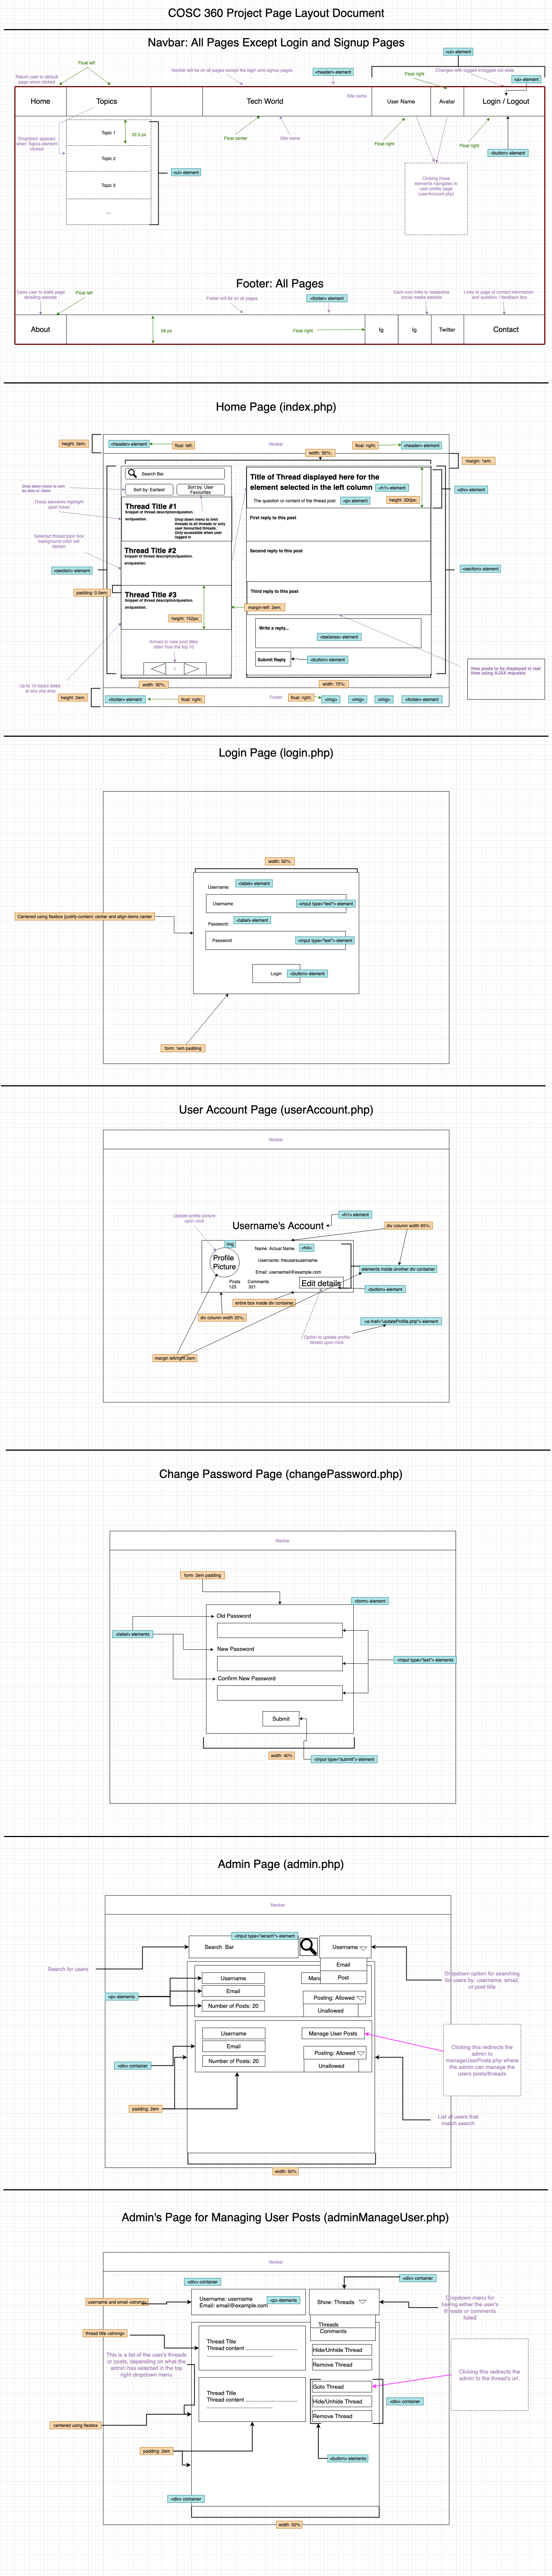 COSC 360 Project Page Layout Document
Navbar: All Pages Except Login and Signup Pages
<ul> element
Float left
Return user to default
page when clicked
Navbar will be on all pages except the login and signup pages
<header> element
Float right
Changes with logged in/logged out state
<a> element
Home
Topics
Tech World
Site name
User Name
Avatar
Login / Logout
Dropdown appears
when Topics element
clicked
Topic 1
32.5 px
Topic 2
Topic 3
...
<ul> element
Float center
Site name
Float right
Float right
<button> element
Clicking these
elements navigates to
user profile page
(userAccount.php)
Footer: All Pages
Takes user to static page
detailing website
Float left
Footer will be on all pages
<footer> element
Each icon links to respective
social media website
Links to page of contact information
and question / feedback box
About
58 px
Float right
Ig
Ig
Twitter
Contact
Home Page (index.php)
height: 2em;
<header> element
float: left;
Navbar
float: right;
<header> element
width: 90%;
margin: 1em;
Search Bar
Drop down menu to sort
by date or views
Sort by: Earliest
Sort by: User
Favourites
These elements highlight
upon hover
Thread Title #1
Snippet of thread description/question.
on/question.
Drop down menu to limit
threads to all threads or only
user favourited threads.
Only accessible when user
logged in
Selected thread topic box
background color will
darken
Thread Title #2
Snippet of thread description/question.
on/question.
<section> element
padding: 0.5em;
Thread Title #3
Snippet of thread description/question.
on/question.
height: 152px;
Arrows to view post titles
older than the top 10
1
Up to 10 topics listed
at any one time
width: 30%;
Title of Thread displayed here for the
element selected in the left column
<h1> element
The question or content of the thread post
<p> element
height: 200px;
<div> element
First reply to this post
Second reply to this post
<section> element
Third reply to this post
margin-left: 2em;
Write a reply...
<textarea> element
Submit Reply
<button> element
New posts to be displayed in real
time using AJAX requests
width: 70%;
height: 2em;
<footer> element
float: right;
Footer
float: right;
<img>
<img>
<img>
<footer> element
Login Page (login.php)
width: 50%;
Username:
<label> element
Username
<input type="text"> element
Centered using flexbox (justify-content: center and align-items center
Password:
<label> element
Password
<input type="text"> element
Login
<button> element
form: 1em padding
User Account Page (userAccount.php)
Navbar
Update profile picture
upon click
<h1> element
Username's Account
div column width 65%;
img
Name: Actual Name
<h4>
Profile
Picture
Username: theusersusername
Email: usersemail@example.com
elements inside another div container
Posts
123
Comments
321
Edit details
<button> element
entire box inside div container
div column width 20%;
<a href="updateProfile.php"> element
Option to update profile
details upon click
margin left/right 2em
Change Password Page (changePassword.php)
Navbar
form: 2em padding
<form> element
Old Password
<label> elements
New Password
<input type="text"> elements
Confirm New Password
Submit
width: 40%
<input type="submit"> element
Admin Page (admin.php)
Navbar
<input type="serach"> element
Search Bar
Username
Search for users
Email
Post
Dropdown option for searching
for users by: username, email,
or post title
<p> elements
Username
Email
Number of Posts: 20
Posting: Allowed
Unallowed
Username
Manage User Posts
Email
Posting: Allowed
<div> container
Number of Posts: 20
Unallowed
Clicking this redirects the
admin to
manageUserPosts.php where
the admin can manage the
users posts/threads
padding: 2em
List of users that
match search
width: 50%
Admin's Page for Managing User Posts (adminManageUser.php)
Navbar
<div> container
<div> container
username and email <strong>
Username: username
<p> elements
Email: email@example.com
Show: Threads
Dropdown menu for
having either the user's
threads or comments
listed
Threads
Comments
thread title <strong>
Thread Title
Thread content ..............................
......................................
Hide/Unhide Thread
Remove Thread
This is a list of the user's threads
or posts, depending on what the
admin has selected in the top
right dropdown menu
Clicking this redirects the
admin to the thread's url.
Thread Title
Thread content ..............................
......................................
Goto Thread
Hide/Unhide Thread
Remove Thread
<div> container
centered using flexbox
padding: 2em
<button> elements
<div> container
width: 50%